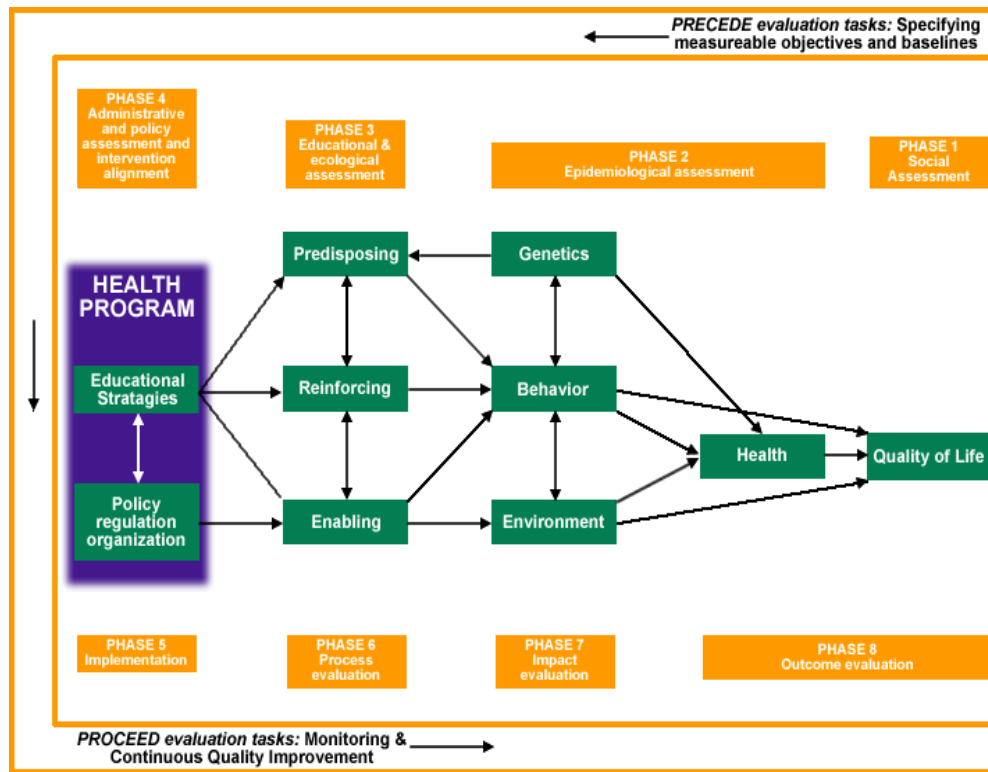 PRECEDE evaluation tasks: Specifying
measureable objectives and baselines
PHASE 4
Administrative
and policy
assessment and
intervention
alignment
PHASE 3
Educational &
ecological
assessment
PHASE 2
Epidemiological assessment
PHASE 1
Social
Assessment
HEALTH
PROGRAM
Educational
Stratagies
Policy
regulation
organization
Predisposing
Reinforcing
Enabling
Genetics
Behavior
Environment
Health
Quality of Life
PHASE 5
Implementation
PHASE 6
Process
evaluation
PHASE 7
Impact
evaluation
PHASE 8
Outcome evaluation
PROCEED evaluation tasks: Monitoring &
Continuous Quality Improvement